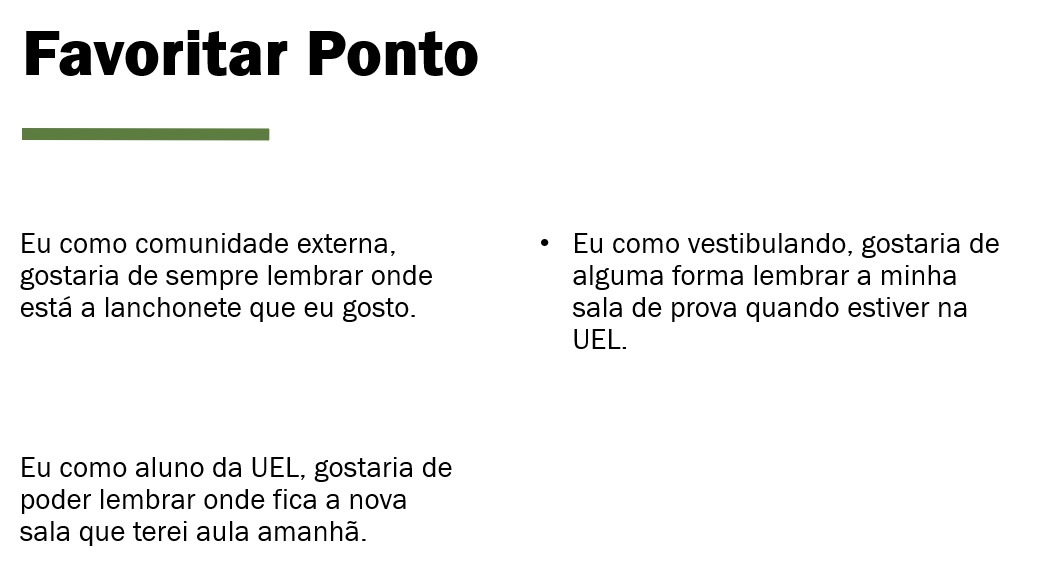 Favoritar Ponto
Eu como comunidade externa,
gostaria de sempre lembrar onde
está a lanchonete que eu gosto.
Eu como aluno da UEL, gostaria de
poder lembrar onde fica a nova
sala que terei aula amanhã.
• Eu como vestibulando, gostaria de
alguma forma lembrar a minha
sala de prova quando estiver na
UEL.